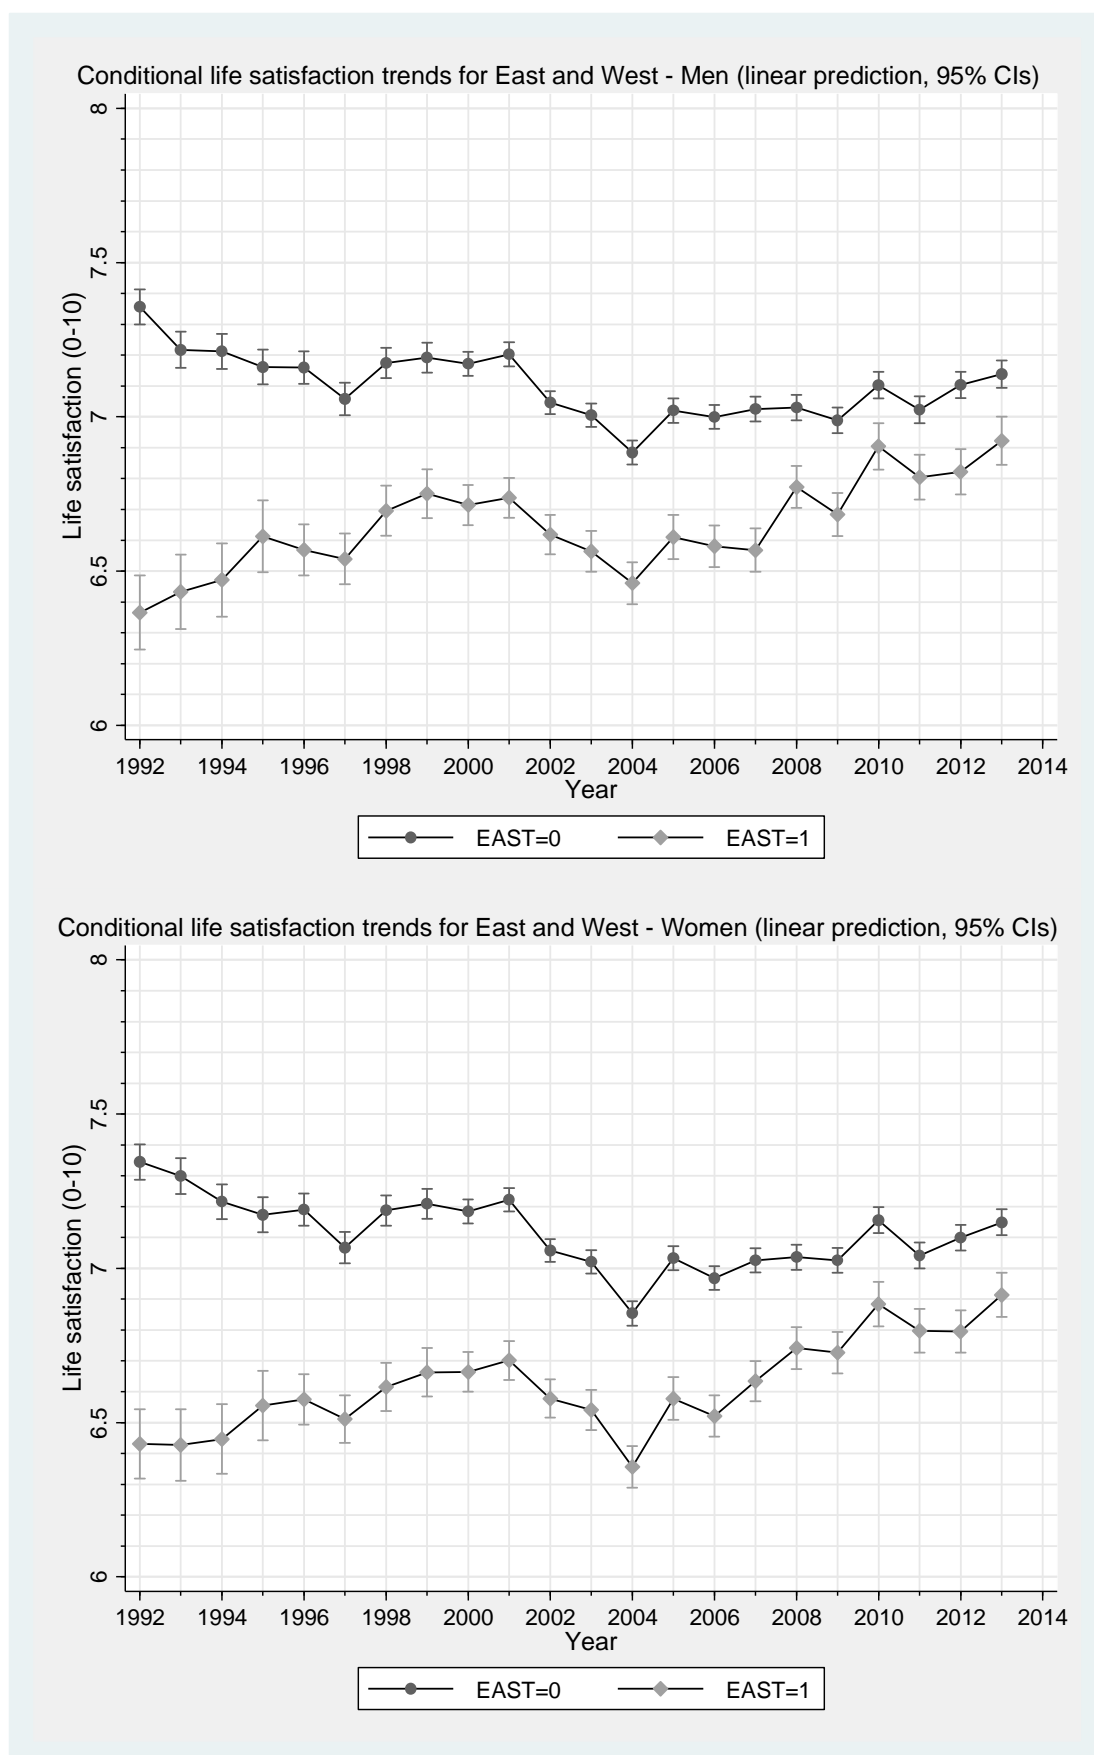 Conditional life satisfaction trends for East and West - Men (linear prediction, 95% CIs)
8
7.5
7
6.5
6
Life satisfaction (0-10)
1992 1994 1996 1998 2000 2002 2004 2006 2008 2010 2012 2014
Year
EAST=0 EAST=1
Conditional life satisfaction trends for East and West - Women (linear prediction, 95% CIs)
8
7.5
7
6.5
6
Life satisfaction (0-10)
1992 1994 1996 1998 2000 2002 2004 2006 2008 2010 2012 2014
Year
EAST=0 EAST=1